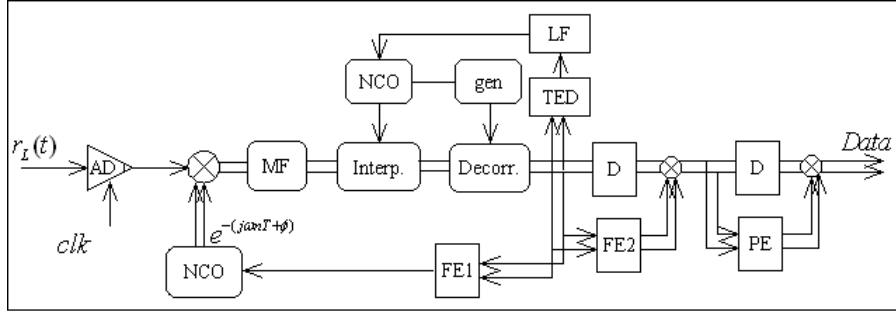 LF
NCO
gen
TED
r_L(t)
AD
MF
Interp.
Decorr.
D
D
Data
clk
e^{-(jωnT+ϕ)}
NCO
FE1
FE2
PE